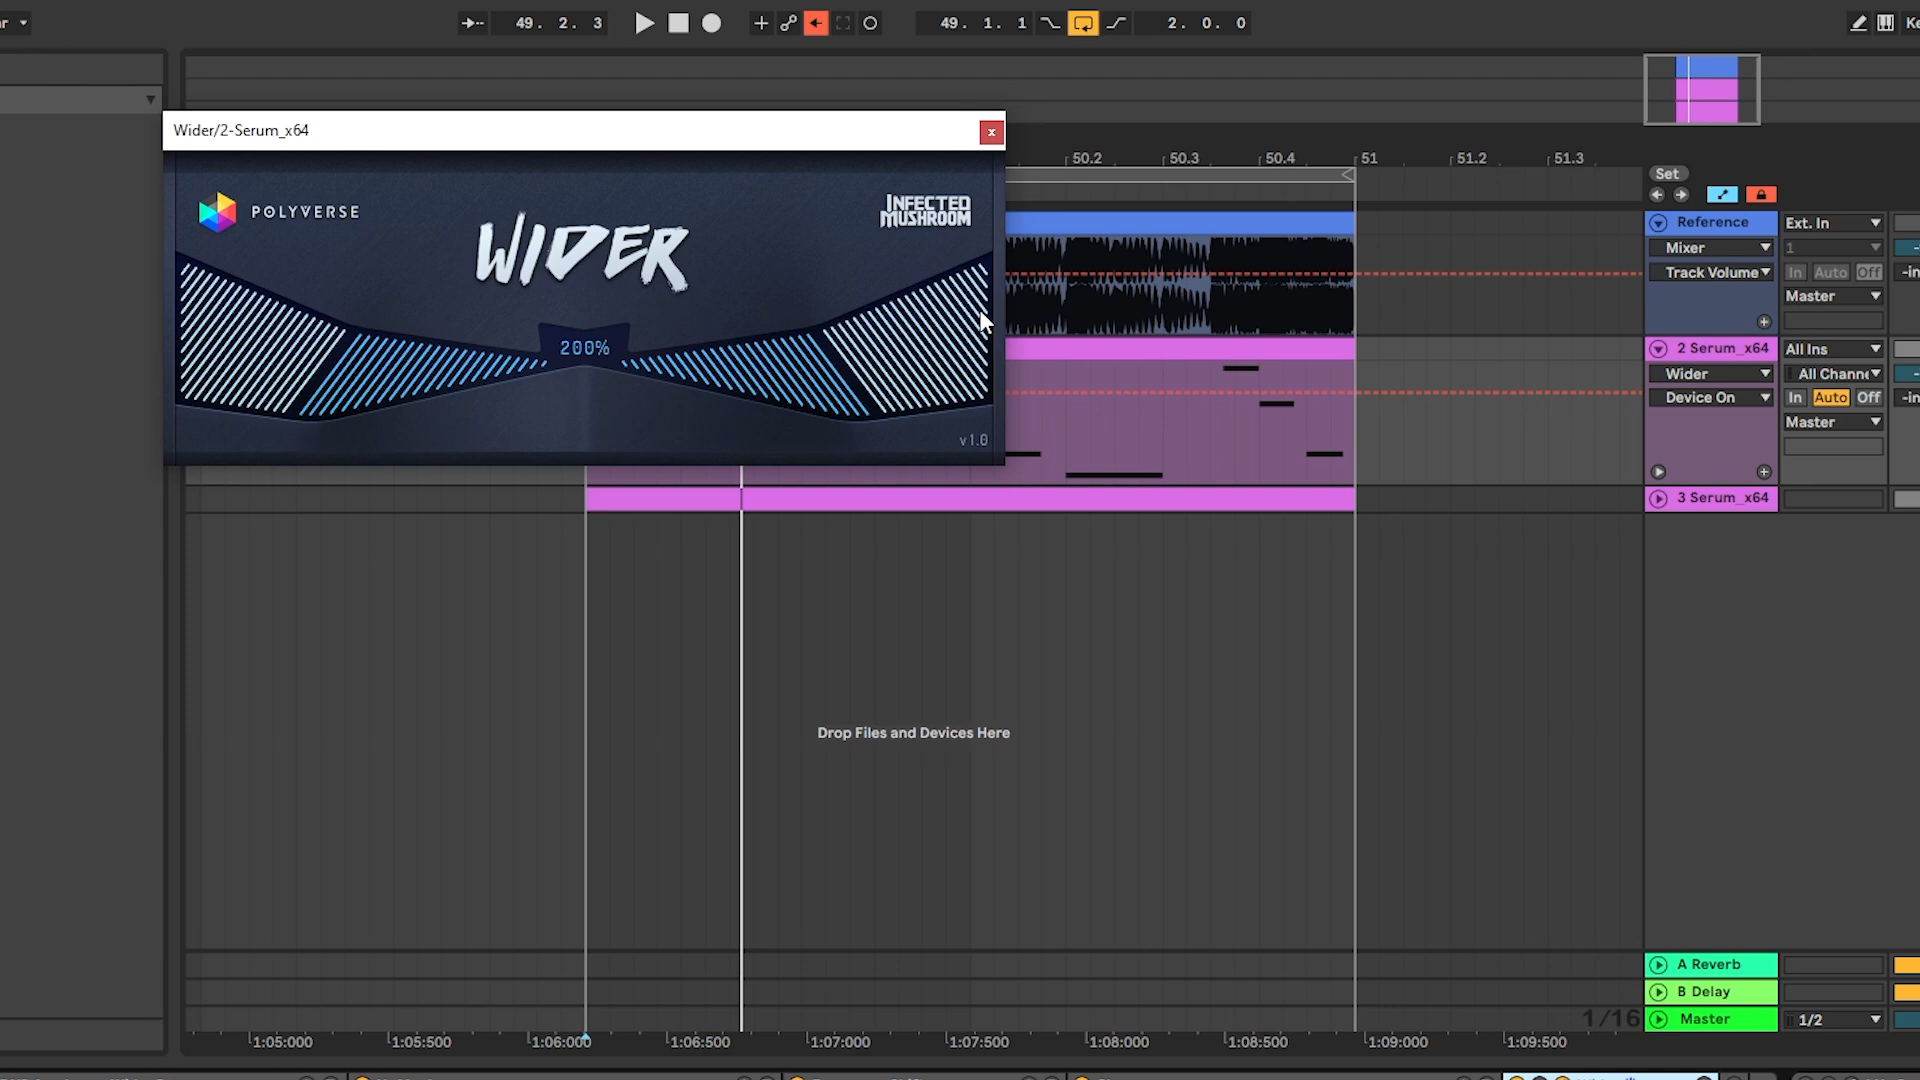 49. 2. 3
49. 1. 1
2. 0. 0
Ke
Wider/2-Serum_x64
x
POLYVERSE
INFECTED
MUSHROOM
WIDER
200%
v1.0
50.2
50.3
50.4
51
51.2
51.3
Set
Reference
Ext. In
Mixer
1
Track Volume
In Auto Off
-in
Master
2 Serum_x64
All Ins
Wider
All Channe
Device On
In Auto Off
-in
Master
3 Serum_x64
Drop Files and Devices Here
A Reverb
B Delay
1/16
Master
1/2
1:05:000
1:05:500
1:06:000
1:06:500
1:07:000
1:07:500
1:08:000
1:08:500
1:09:000
1:09:500